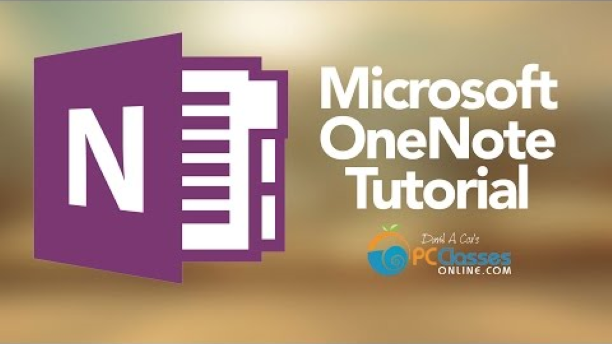 N
Microsoft
OneNote
Tutorial
David A Cox's
PCClasses
ONLINE.COM